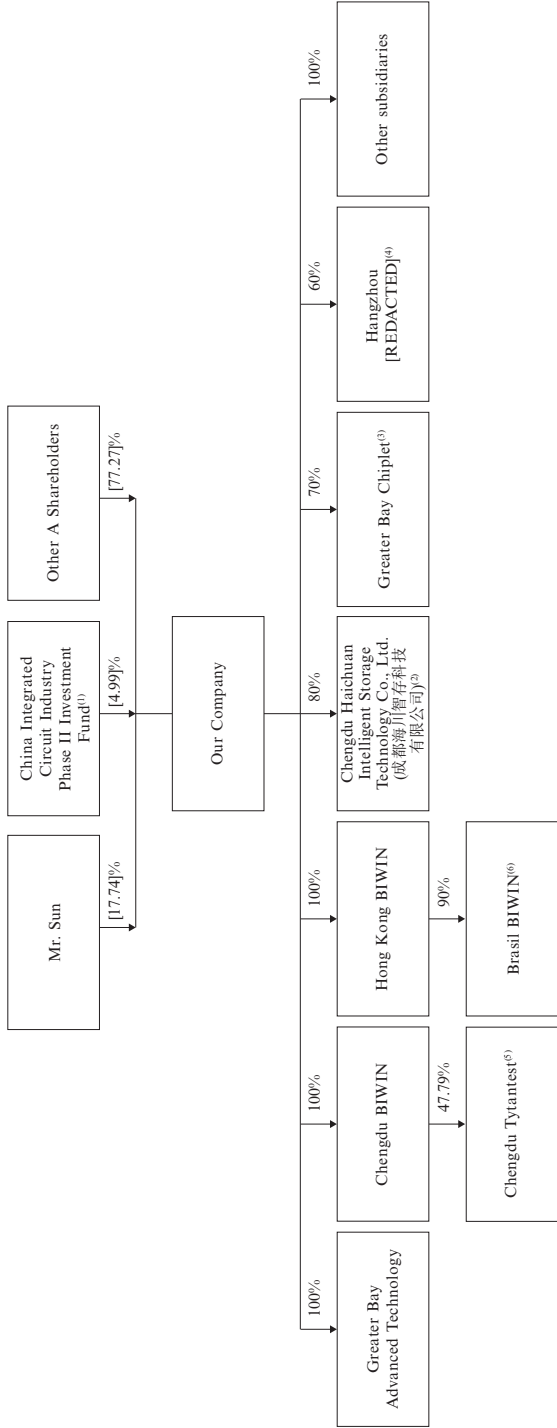 Mr. Sun
China Integrated
Circuit Industry
Phase II Investment
Fund(1)
Other A Shareholders
[17.74]%
[4.99]%
[77.27]%
Our Company
100%
100%
100%
80%
70%
60%
100%
Greater Bay
Advanced Technology
Chengdu BIWIN
Hong Kong BIWIN
Chengdu Haichuan
Intelligent Storage
Technology Co., Ltd.
(成都海川智存科技
有限公司)(2)
Greater Bay Chiplet(3)
Hangzhou
[REDACTED](4)
Other subsidiaries
47.79%
90%
Chengdu Tytantest(5)
Brasil BIWIN(6)